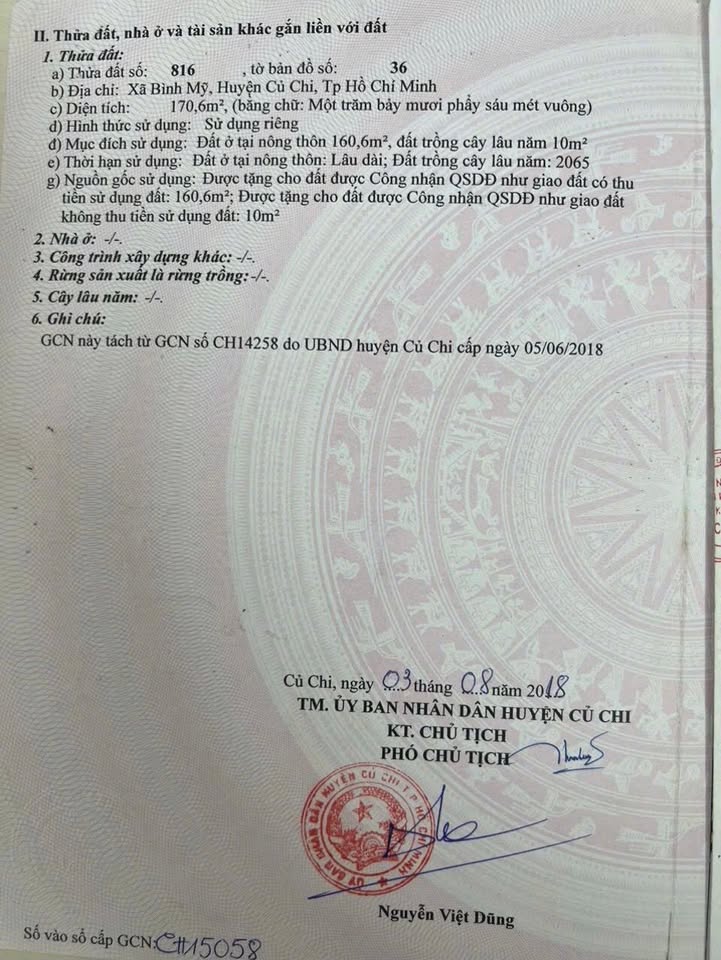 II. Thửa đất, nhà ở và tài sản khác gắn liền với đất
1. Thửa đất:
a) Thửa đất số: 816 , tờ bản đồ số: 36
b) Địa chỉ: Xã Bình Mỹ, Huyện Củ Chi, Tp Hồ Chí Minh
c) Diện tích: 170,6m², (bằng chữ: Một trăm bảy mươi phẩy sáu mét vuông)
d) Hình thức sử dụng: Sử dụng riêng
đ) Mục đích sử dụng: Đất ở tại nông thôn 160,6m², đất trồng cây lâu năm 10m²
e) Thời hạn sử dụng: Đất ở tại nông thôn: Lâu dài; Đất trồng cây lâu năm: 2065
g) Nguồn gốc sử dụng: Được tặng cho đất được Công nhận QSDĐ như giao đất có thu
tiền sử dụng đất: 160,6m²; Được tặng cho đất được Công nhận QSDĐ như giao đất
không thu tiền sử dụng đất: 10m²
2. Nhà ở: -/-.
3. Công trình xây dựng khác: -/-.
4. Rừng sản xuất là rừng trồng: -/-.
5. Cây lâu năm: -/-.
6. Ghi chú:
GCN này tách từ GCN số CH14258 do UBND huyện Củ Chi cấp ngày 05/06/2018
Củ Chi, ngày 03 tháng 08 năm 2018
TM. ỦY BAN NHÂN DÂN HUYỆN CỦ CHI
KT. CHỦ TỊCH
PHÓ CHỦ TỊCH
ỦY BAN NHÂN DÂN HUYỆN CỦ CHI T.P HỒ CHÍ MINH
Nguyễn Việt Dũng
Số vào sổ cấp GCN: CH15058